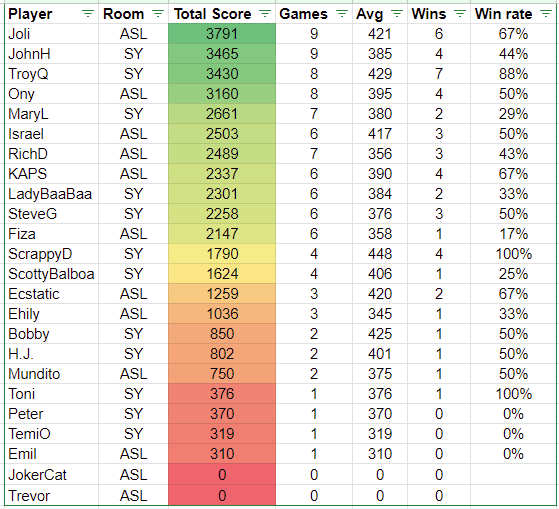 Player Room Total Score Games Avg Wins Win rate
Joli ASL 3791 9 421 6 67%
JohnH SY 3465 9 385 4 44%
TroyQ SY 3430 8 429 7 88%
Ony ASL 3160 8 395 4 50%
MaryL SY 2661 7 380 2 29%
Israel ASL 2503 6 417 3 50%
RichD ASL 2489 7 356 3 43%
KAPS ASL 2337 6 390 4 67%
LadyBaaBaa SY 2301 6 384 2 33%
SteveG SY 2258 6 376 3 50%
Fiza ASL 2147 6 358 1 17%
ScrappyD SY 1790 4 448 4 100%
ScottyBalboa SY 1624 4 406 1 25%
Ecstatic ASL 1259 3 420 2 67%
Ehily ASL 1036 3 345 1 33%
Bobby SY 850 2 425 1 50%
H.J. SY 802 2 401 1 50%
Mundito ASL 750 2 375 1 50%
Toni SY 376 1 376 1 100%
Peter SY 370 1 370 0 0%
TemiO SY 319 1 319 0 0%
Emil ASL 310 1 310 0 0%
JokerCat ASL 0 0 0 0
Trevor ASL 0 0 0 0